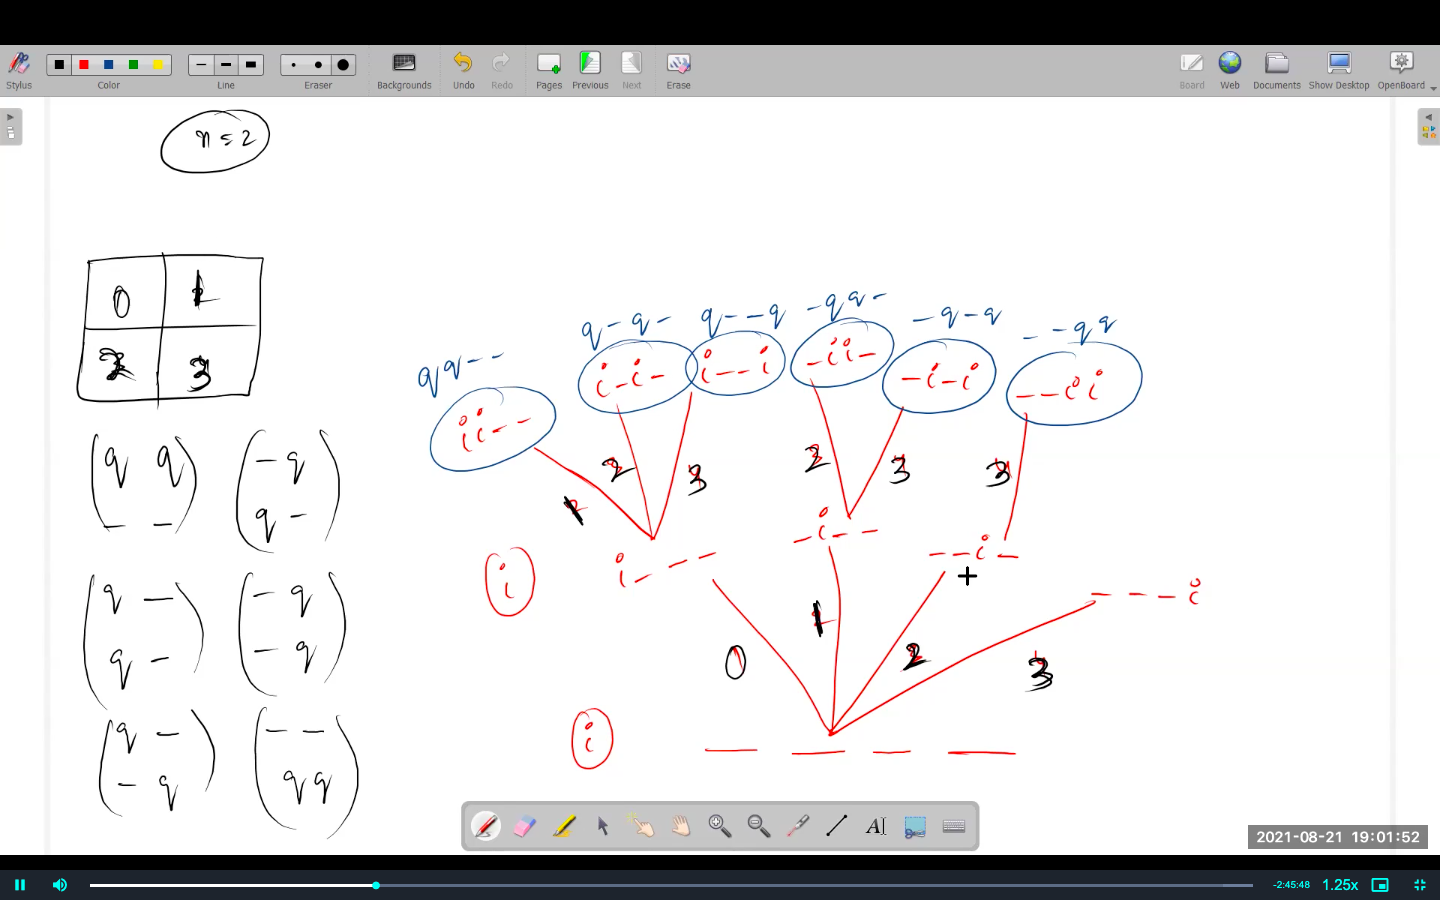 Stylus
Color
Line
Eraser
Backgrounds
Undo
Redo
Pages
Previous
Next
Erase
Board
Web
Documents
Show Desktop
OpenBoard
n = 2
0 1
2 3
q q
- -
- q
q -
q -
q -
- q
- q
q -
- q
- -
q q
q q - -
q - q -
q - - q
- q q -
- q - q
- - q q
i i - -
i - i -
i - - i
- i i -
- i - i
- - i i
1
2
3
2
3
3
i
i - - -
- i - -
- - i -
- - - i
0
1
2
3
i
- - - -
AI
2021-08-21 19:01:52
-2:45:48
1.25x